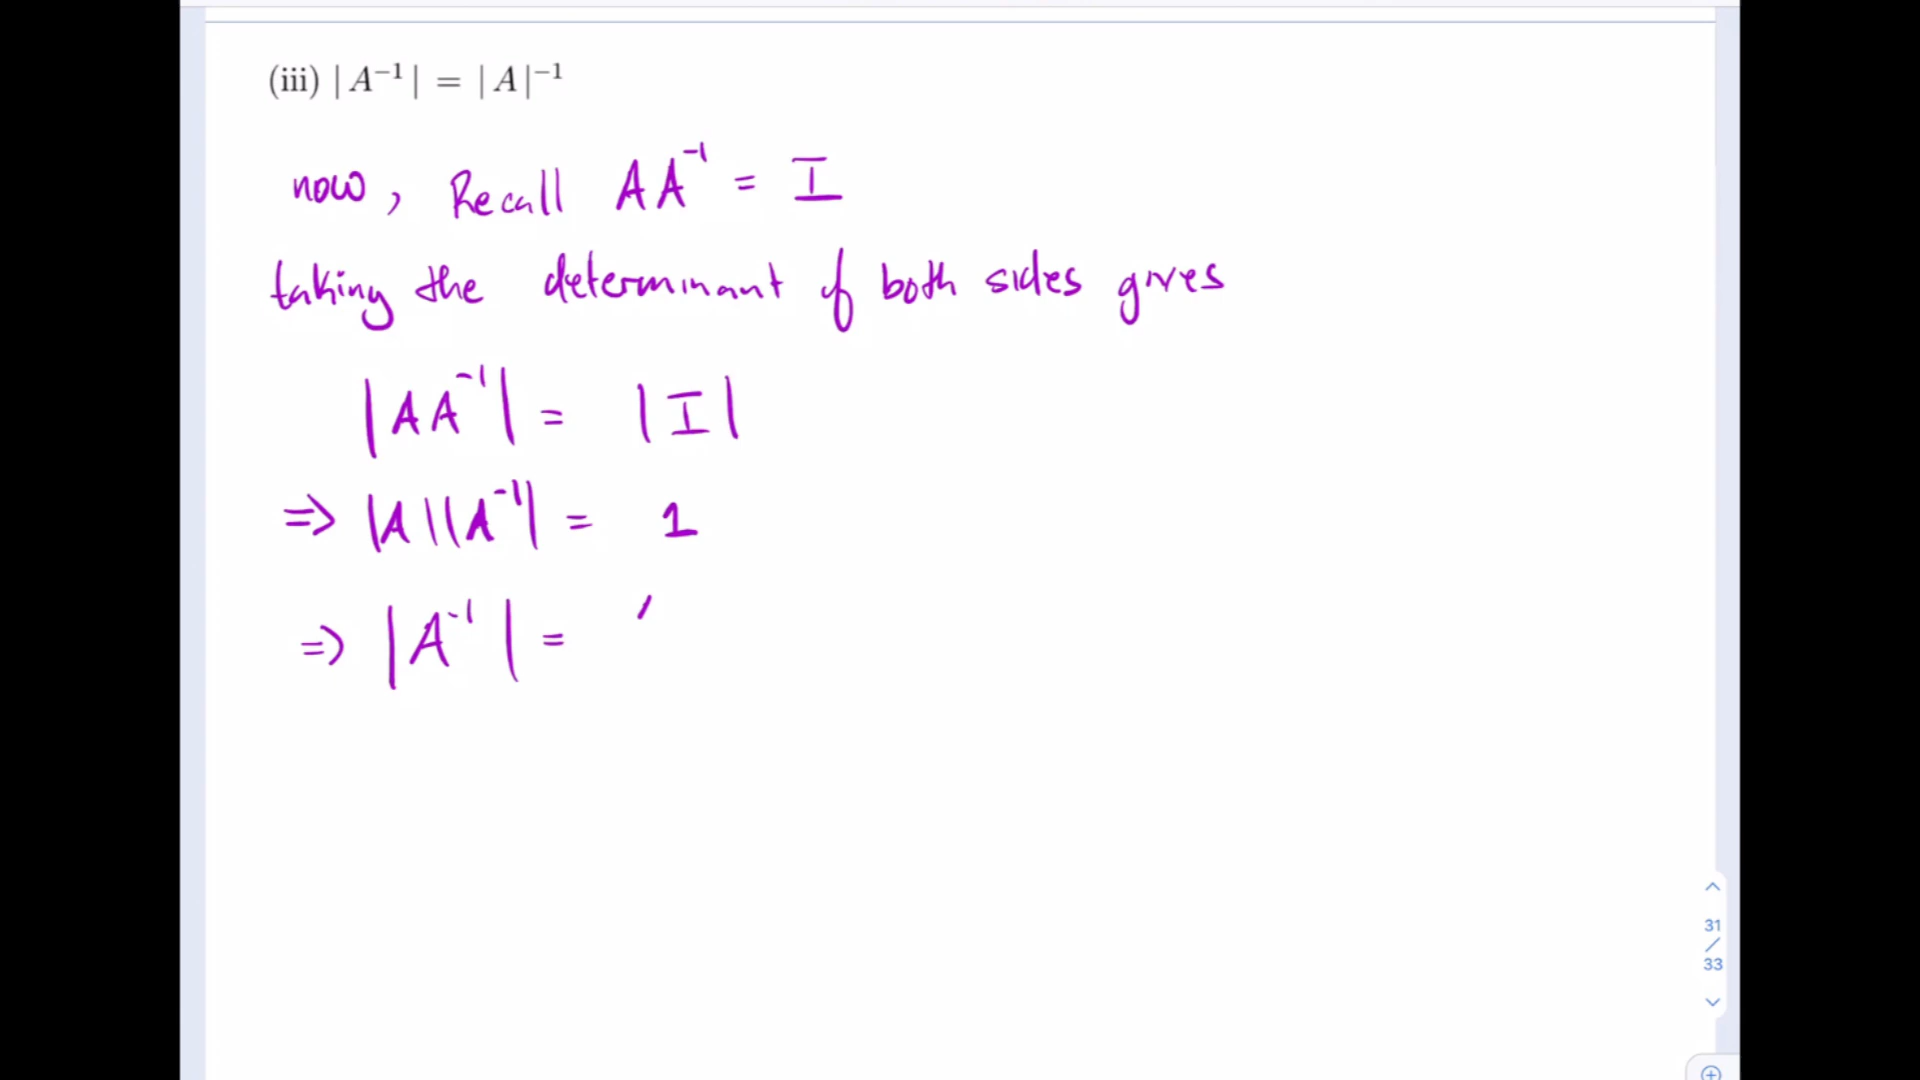 (iii) | A⁻¹ | = | A |⁻¹
now, Recall AA⁻¹ = I
taking the determinant of both sides gives
|AA⁻¹| = |I|
=> |A||A⁻¹| = 1
=> |A⁻¹| =
31
/
33